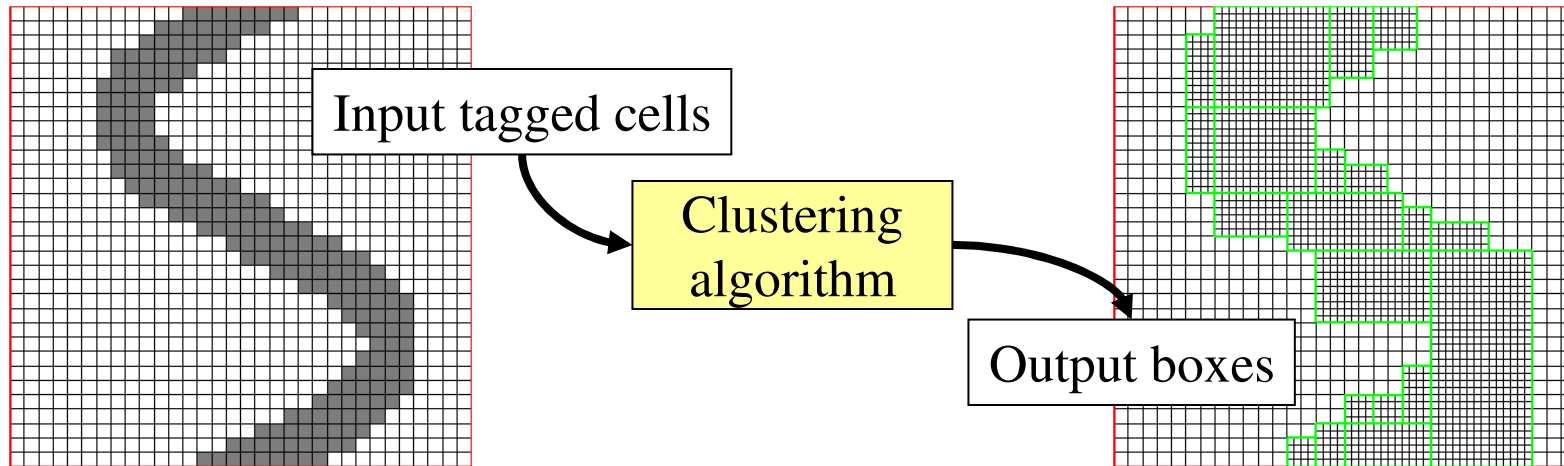 Input tagged cells
Clustering
algorithm
Output boxes